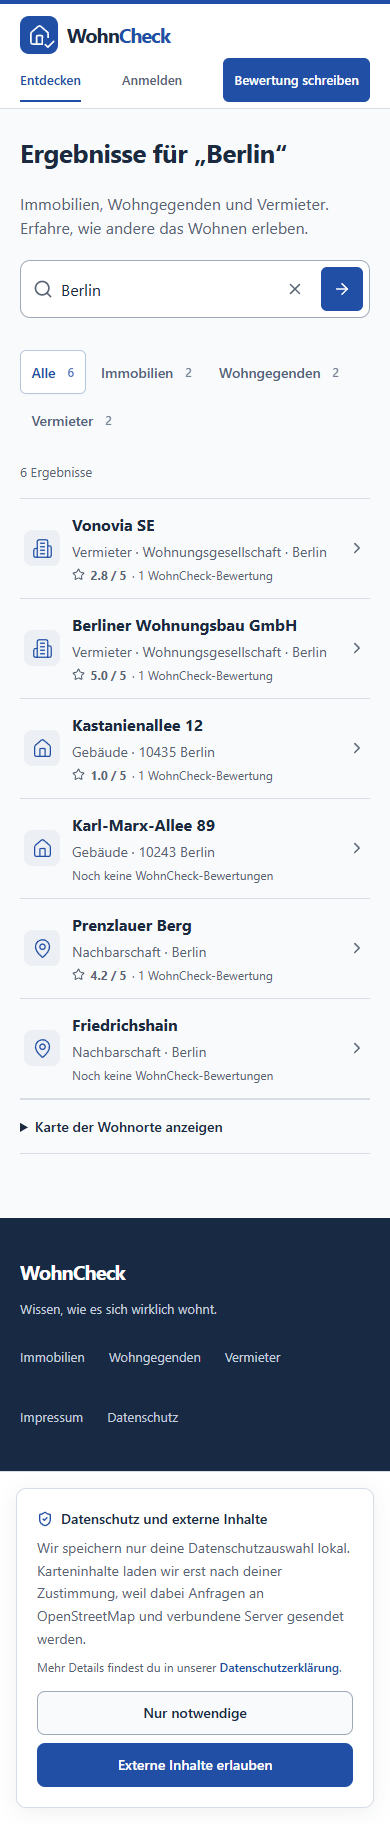 WohnCheck
Entdecken
Anmelden
Bewertung schreiben
Ergebnisse für „Berlin“
Immobilien, Wohngegenden und Vermieter.
Erfahre, wie andere das Wohnen erleben.
Berlin
Alle 6
Immobilien 2
Wohngegenden 2
Vermieter 2
6 Ergebnisse
Vonovia SE
Vermieter · Wohnungsgesellschaft · Berlin
2.8 / 5 · 1 WohnCheck-Bewertung
Berliner Wohnungsbau GmbH
Vermieter · Wohnungsgesellschaft · Berlin
5.0 / 5 · 1 WohnCheck-Bewertung
Kastanienallee 12
Gebäude · 10435 Berlin
1.0 / 5 · 1 WohnCheck-Bewertung
Karl-Marx-Allee 89
Gebäude · 10243 Berlin
Noch keine WohnCheck-Bewertungen
Prenzlauer Berg
Nachbarschaft · Berlin
4.2 / 5 · 1 WohnCheck-Bewertung
Friedrichshain
Nachbarschaft · Berlin
Noch keine WohnCheck-Bewertungen
Karte der Wohnorte anzeigen
WohnCheck
Wissen, wie es sich wirklich wohnt.
Immobilien
Wohngegenden
Vermieter
Impressum
Datenschutz
Datenschutz und externe Inhalte
Wir speichern nur deine Datenschutzauswahl lokal.
Karteninhalte laden wir erst nach deiner
Zustimmung, weil dabei Anfragen an
OpenStreetMap und verbundene Server gesendet
werden.
Mehr Details findest du in unserer Datenschutzerklärung.
Nur notwendige
Externe Inhalte erlauben